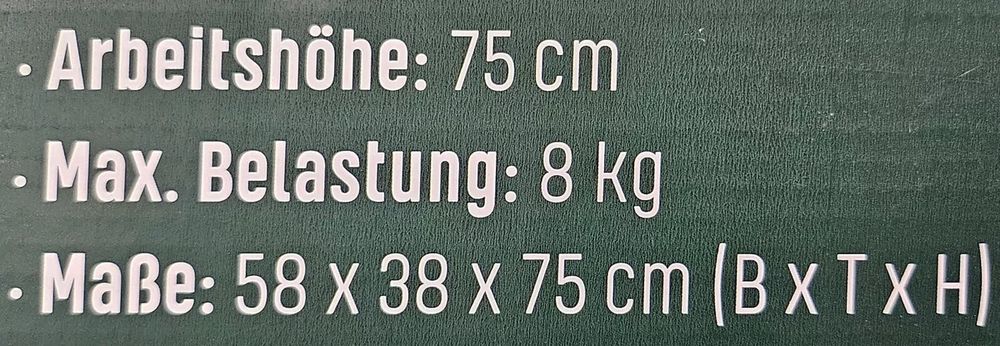 · Arbeitshöhe: 75 cm
· Max. Belastung: 8 kg
· Maße: 58 x 38 x 75 cm (B x T x H)